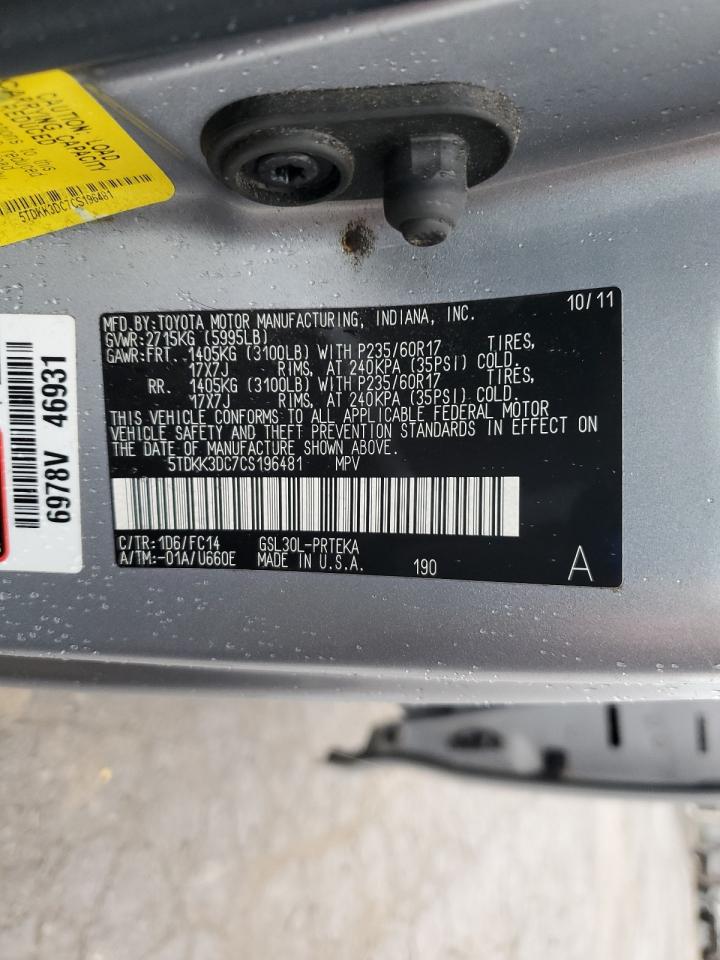 CAUTION: LOAD
CARRYING CAPACITY
REDUCED
this
5TDKK3DC7CS196481
6978V 46931
MFD.BY:TOYOTA MOTOR MANUFACTURING, INDIANA, INC. 10/11
GVWR:2715KG (5995LB)
GAWR:FRT. 1405KG (3100LB) WITH P235/60R17 TIRES,
17X7J RIMS, AT 240KPA (35PSI) COLD.
RR. 1405KG (3100LB) WITH P235/60R17 TIRES,
17X7J RIMS, AT 240KPA (35PSI) COLD.
THIS VEHICLE CONFORMS TO ALL APPLICABLE FEDERAL MOTOR
VEHICLE SAFETY AND THEFT PREVENTION STANDARDS IN EFFECT ON
THE DATE OF MANUFACTURE SHOWN ABOVE.
5TDKK3DC7CS196481 MPV
C/TR:1D6/FC14 GSL30L-PRTEKA
A/TM:-01A/U660E MADE IN U.S.A. 190 A